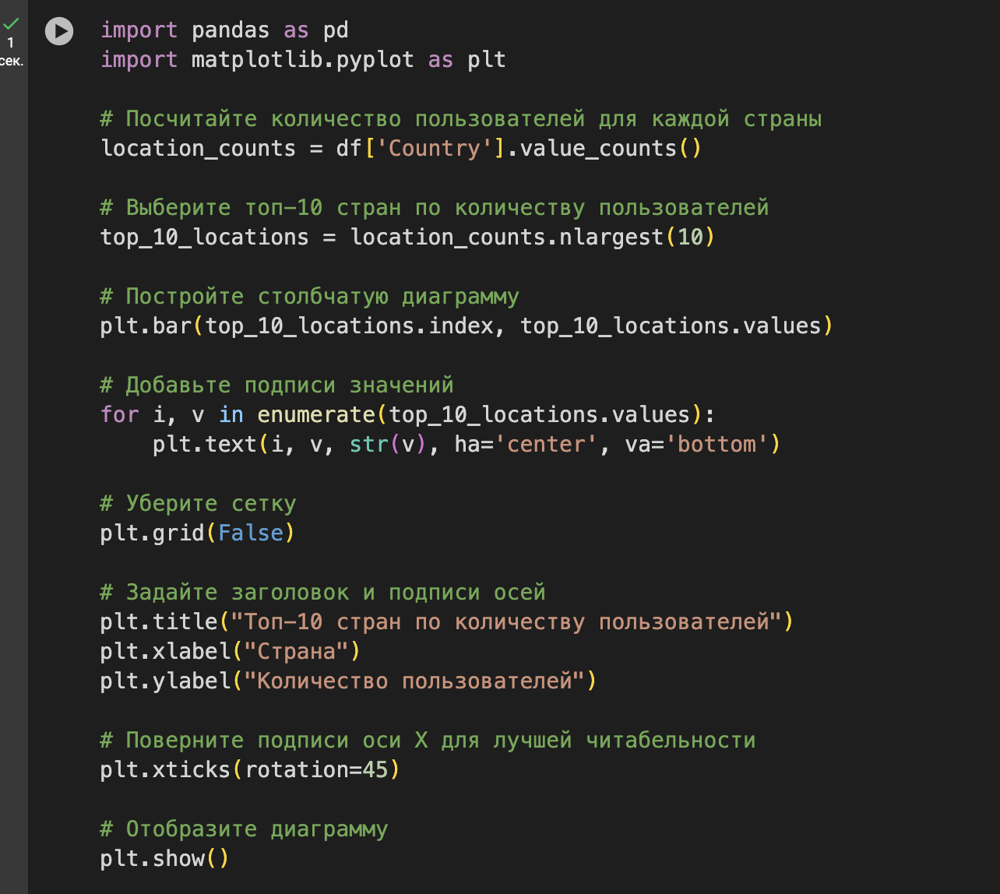 1
сек.
import pandas as pd
import matplotlib.pyplot as plt
# Посчитайте количество пользователей для каждой страны
location_counts = df['Country'].value_counts()
# Выберите топ-10 стран по количеству пользователей
top_10_locations = location_counts.nlargest(10)
# Постройте столбчатую диаграмму
plt.bar(top_10_locations.index, top_10_locations.values)
# Добавьте подписи значений
for i, v in enumerate(top_10_locations.values):
    plt.text(i, v, str(v), ha='center', va='bottom')
# Уберите сетку
plt.grid(False)
# Задайте заголовок и подписи осей
plt.title("Топ-10 стран по количеству пользователей")
plt.xlabel("Страна")
plt.ylabel("Количество пользователей")
# Поверните подписи оси X для лучшей читабельности
plt.xticks(rotation=45)
# Отобразите диаграмму
plt.show()